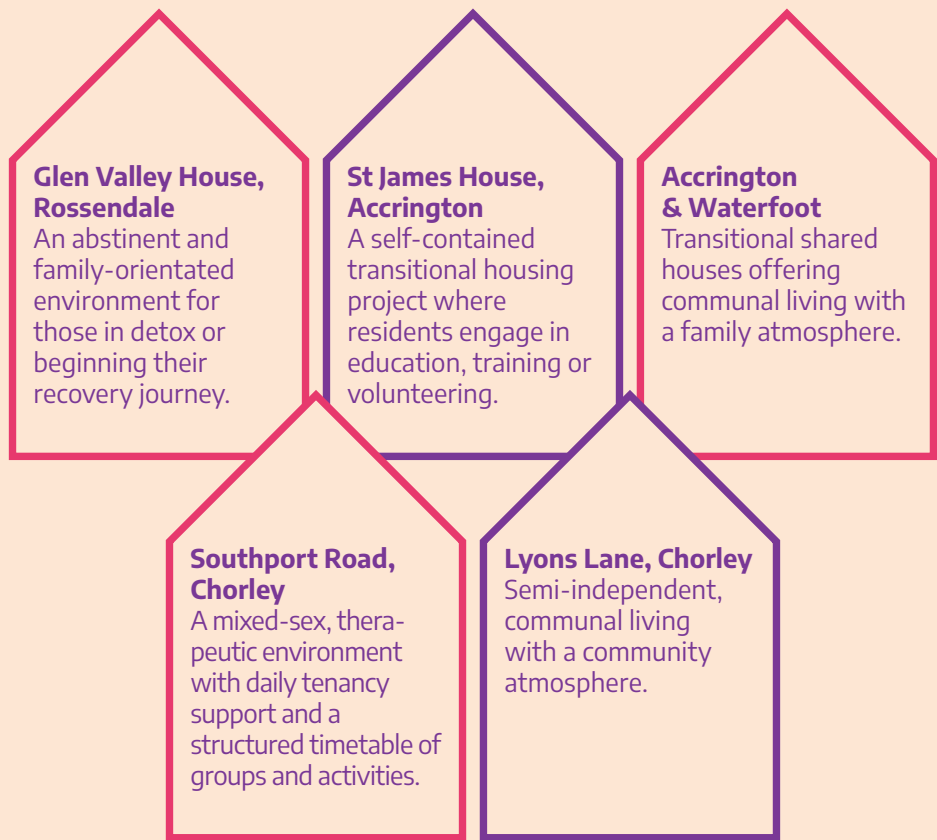 Glen Valley House,
Rossendale
An abstinent and
family-orientated
environment for
those in detox or
beginning their
recovery journey.
St James House,
Accrington
A self-contained
transitional housing
project where
residents engage in
education, training or
volunteering.
Accrington
& Waterfoot
Transitional shared
houses offering
communal living with
a family atmosphere.
Southport Road,
Chorley
A mixed-sex, thera-
peutic environment
with daily tenancy
support and a
structured timetable of
groups and activities.
Lyons Lane, Chorley
Semi-independent,
communal living
with a community
atmosphere.